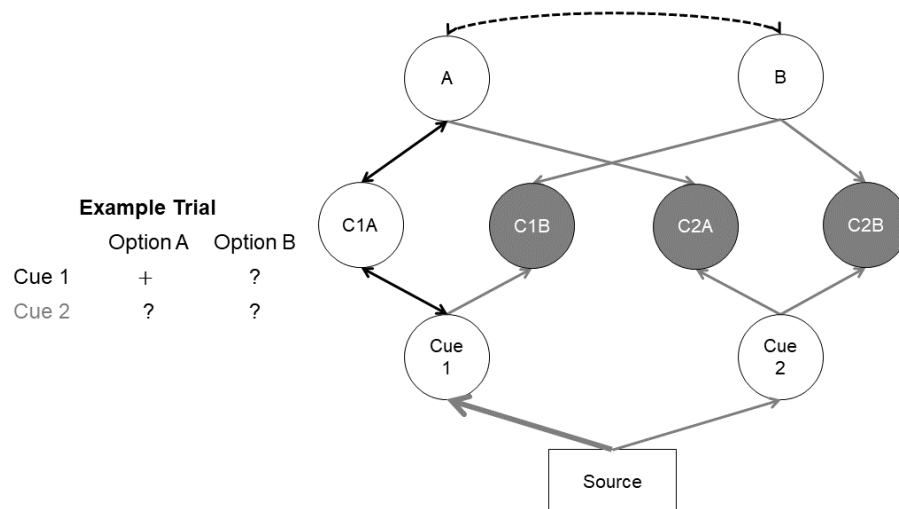 A
B
C1A
C1B
C2A
C2B
Example Trial
Option A Option B
Cue 1 + ?
Cue 2 ? ?
Cue
1
Cue
2
Source